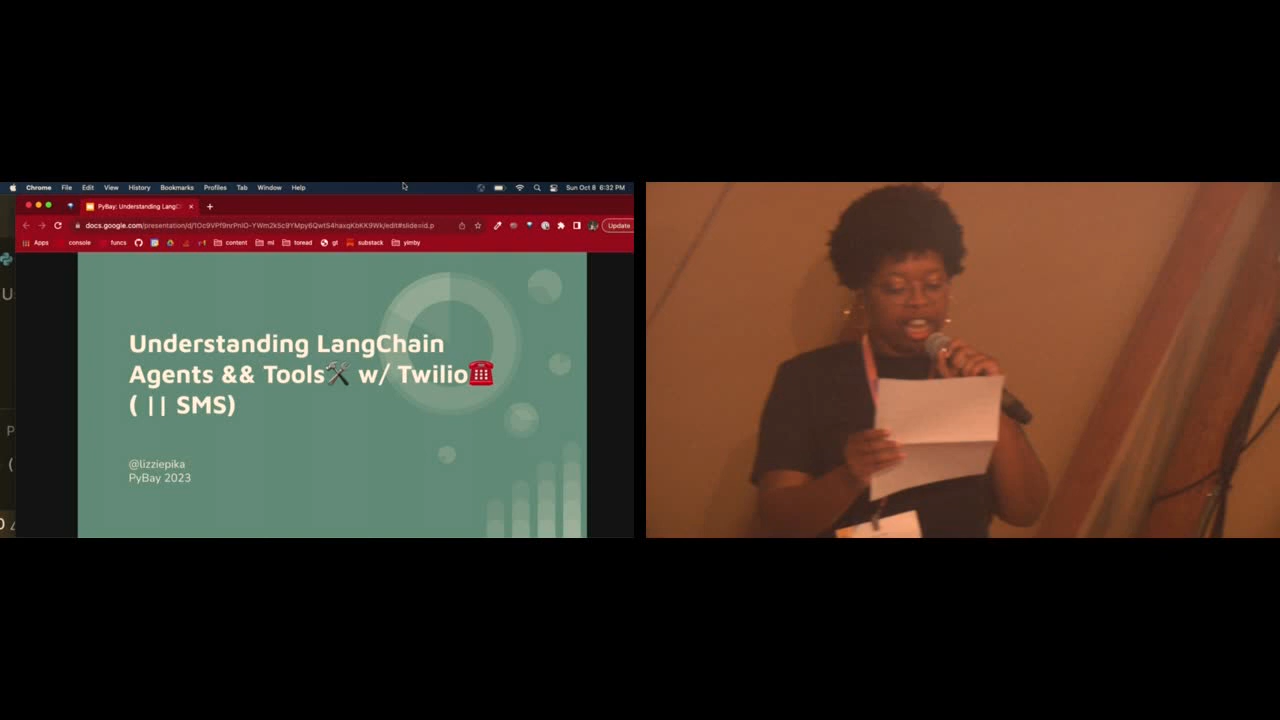 Chrome File Edit View History Bookmarks Profiles Tab Window Help Sun Oct 8 6:32 PM
PyBay: Understanding LangC
Update
Apps console funcs content ml toread gt substack yimby
Understanding LangChain
Agents && Tools🛠 w/ Twilio☎
( || SMS)
@lizziepika
PyBay 2023